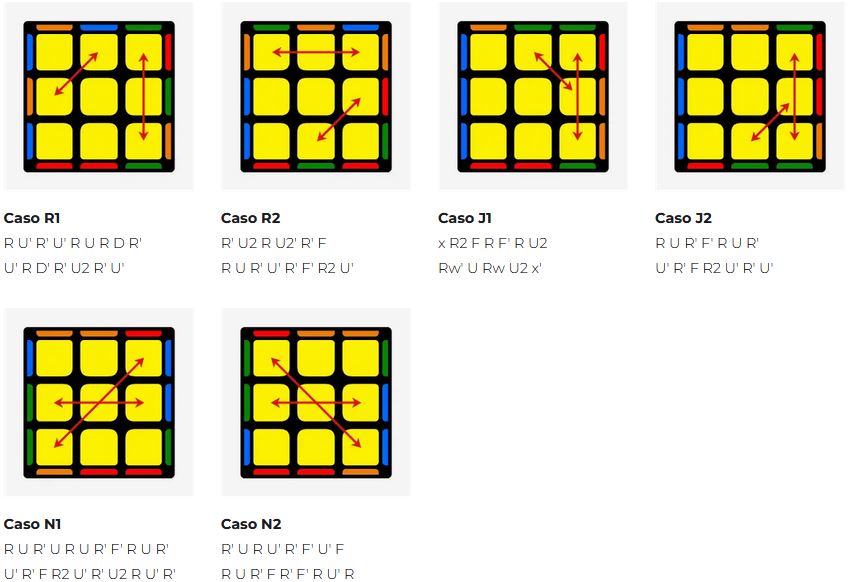 Caso R1
R U' R' U' R U R D R'
U' R D' R' U2 R' U'
Caso R2
R' U2 R U2' R' F
R U R' U' R' F' R2 U'
Caso J1
x R2 F R F' R U2
Rw' U Rw U2 x'
Caso J2
R U R' F' R U R'
U' R' F R2 U' R' U'
Caso N1
R U R' U R U R' F' R U R'
U' R' F R2 U' R' U2 R U' R'
Caso N2
R' U R U' R' F' U' F
R U R' F R' F' R U' R